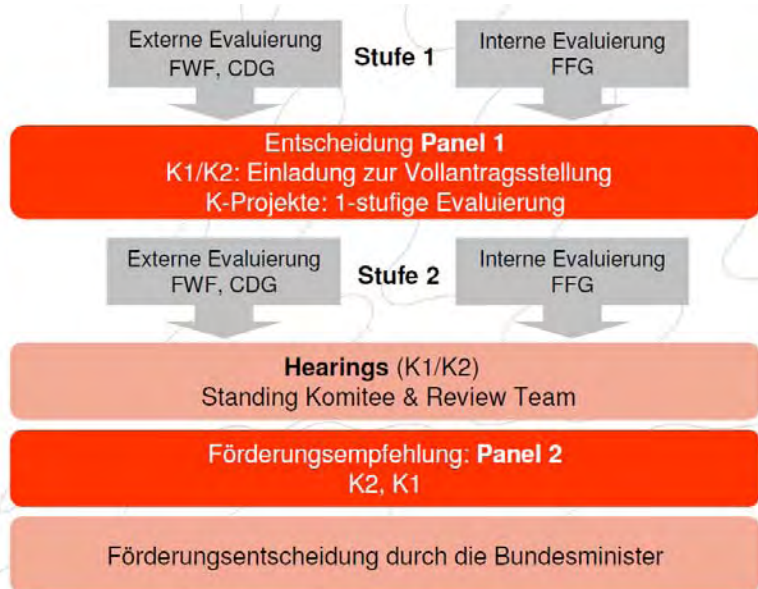 Externe Evaluierung
FWF, CDG
Stufe 1
Interne Evaluierung
FFG
Entscheidung Panel 1
K1/K2: Einladung zur Vollantragsstellung
K-Projekte: 1-stufige Evaluierung
Externe Evaluierung
FWF, CDG
Stufe 2
Interne Evaluierung
FFG
Hearings (K1/K2)
Standing Komitee & Review Team
Förderungsempfehlung: Panel 2
K2, K1
Förderungsentscheidung durch die Bundesminister